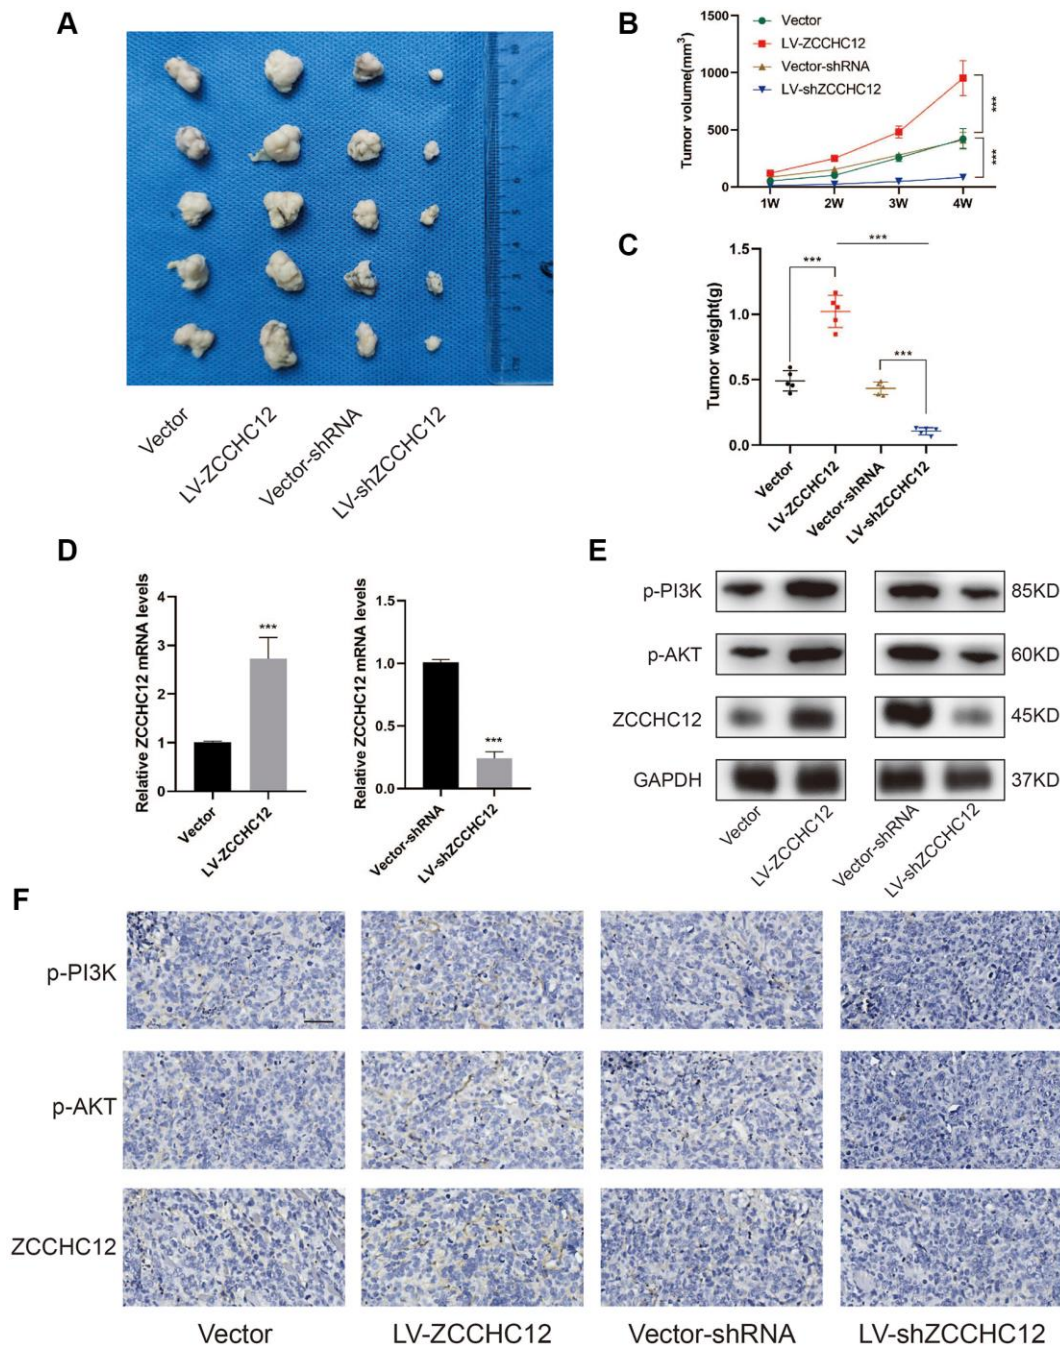 A
Vector
LV-ZCCHC12
Vector-shRNA
LV-shZCCHC12
B
Tumor volume(mm³)
1500
1000
500
0
1W
2W
3W
4W
Vector
LV-ZCCHC12
Vector-shRNA
LV-shZCCHC12
***
***
C
Tumor weight(g)
1.5
1.0
0.5
0.0
***
***
***
Vector
LV-ZCCHC12
Vector-shRNA
LV-shZCCHC12
D
Relative ZCCHC12 mRNA levels
4
3
2
1
0
***
Vector
LV-ZCCHC12
Relative ZCCHC12 mRNA levels
1.5
1.0
0.5
0.0
***
Vector-shRNA
LV-shZCCHC12
E
p-PI3K 85KD
p-AKT 60KD
ZCCHC12 45KD
GAPDH 37KD
Vector
LV-ZCCHC12
Vector-shRNA
LV-shZCCHC12
F
p-PI3K
p-AKT
ZCCHC12
Vector LV-ZCCHC12 Vector-shRNA LV-shZCCHC12